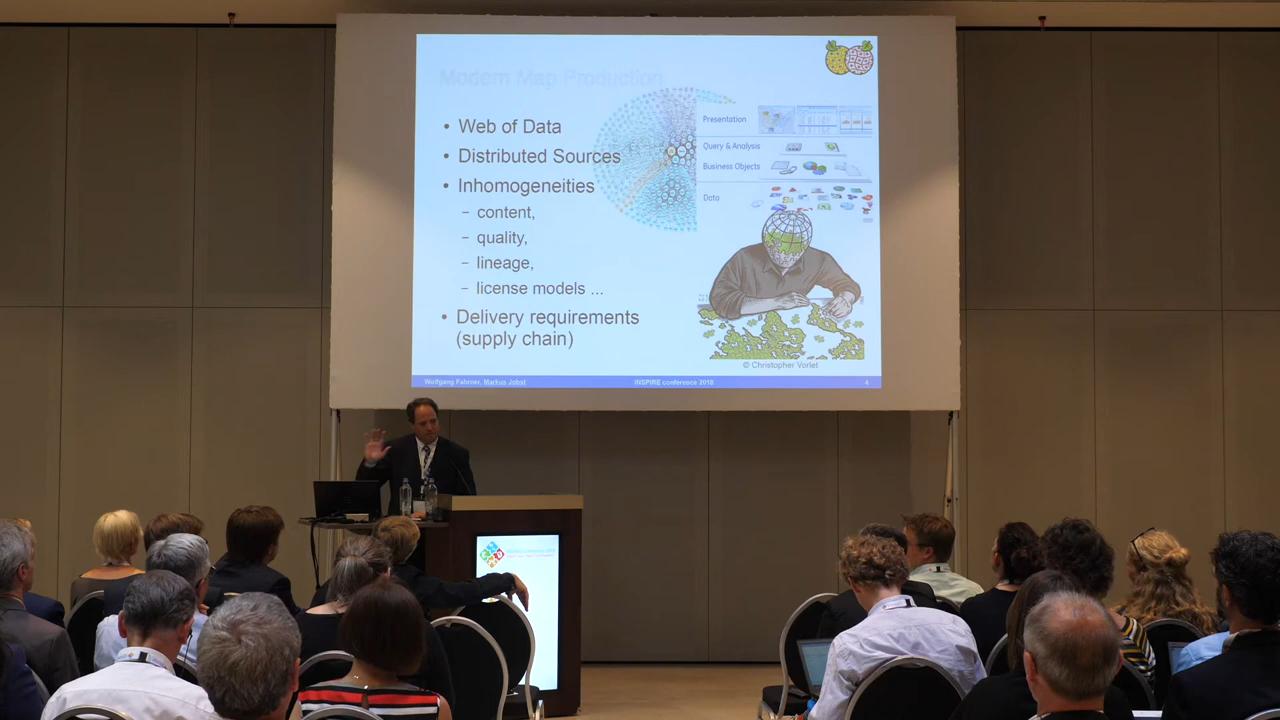 Modern Map Production
• Web of Data
• Distributed Sources
• Inhomogeneities
– content,
– quality,
– lineage,
– license models ...
• Delivery requirements
(supply chain)
Presentation
Query & Analysis
Business Objects
Data
© Christopher Vorlet
Wolfgang Fahrner, Markus Jobst
INSPIRE conference 2018
4